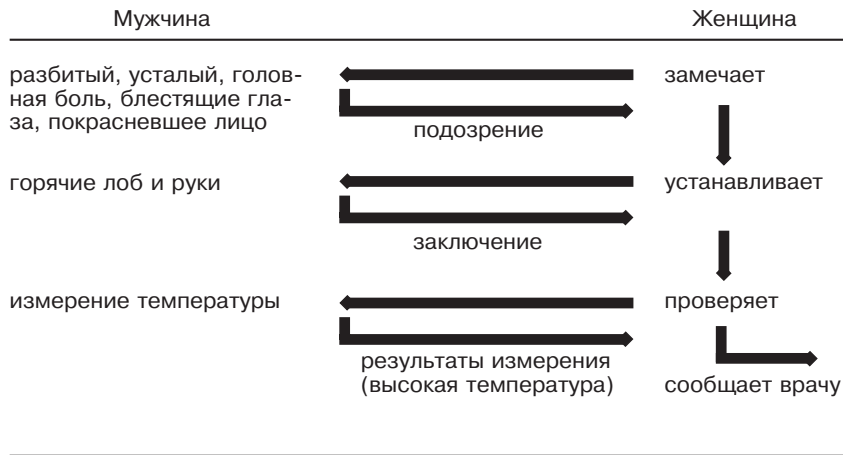 Мужчина Женщина
разбитый, усталый, голов- замечает
ная боль, блестящие гла-
за, покрасневшее лицо
подозрение
горячие лоб и руки устанавливает
заключение
измерение температуры проверяет
результаты измерения
(высокая температура) сообщает врачу